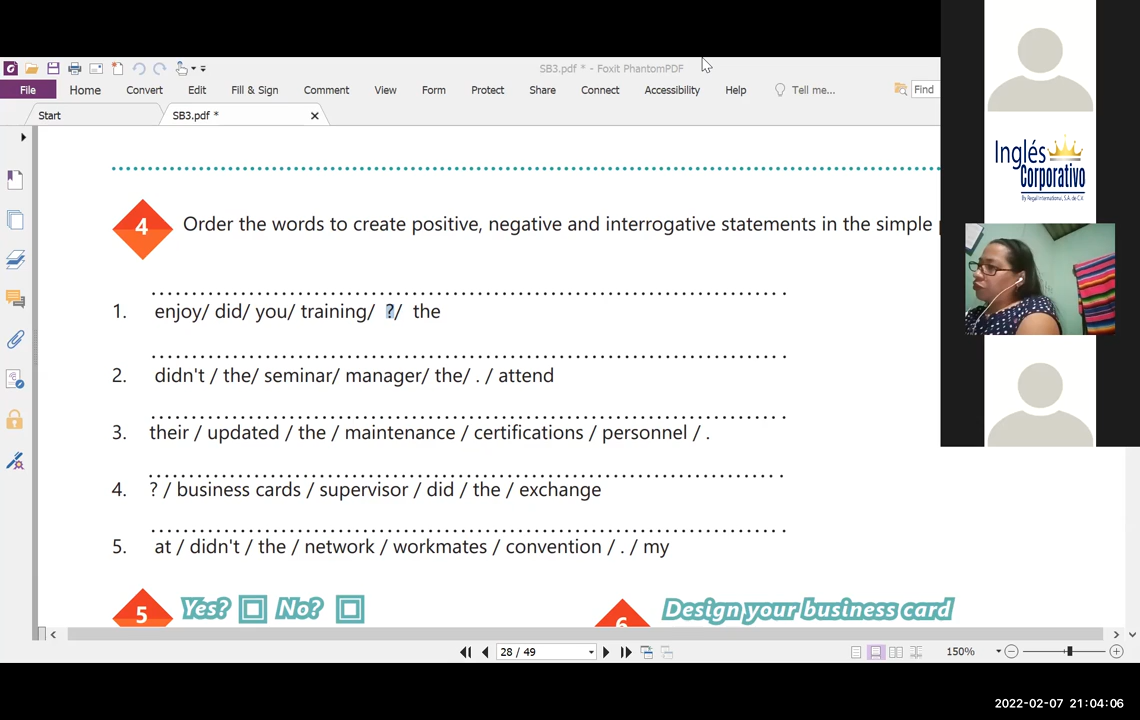 SB3.pdf * - Foxit PhantomPDF
File Home Convert Edit Fill & Sign Comment View Form Protect Share Connect Accessibility Help Tell me... Find
Start SB3.pdf *
4 Order the words to create positive, negative and interrogative statements in the simple
1. enjoy/ did/ you/ training/ ?/ the
2. didn't / the/ seminar/ manager/ the/ . / attend
3. their / updated / the / maintenance / certifications / personnel / .
4. ? / business cards / supervisor / did / the / exchange
5. at / didn't / the / network / workmates / convention / . / my
5 Yes? No?
6 Design your business card
28 / 49
150%
Inglés
Corporativo
By Regal International, S.A. de C.V.
2022-02-07 21:04:06